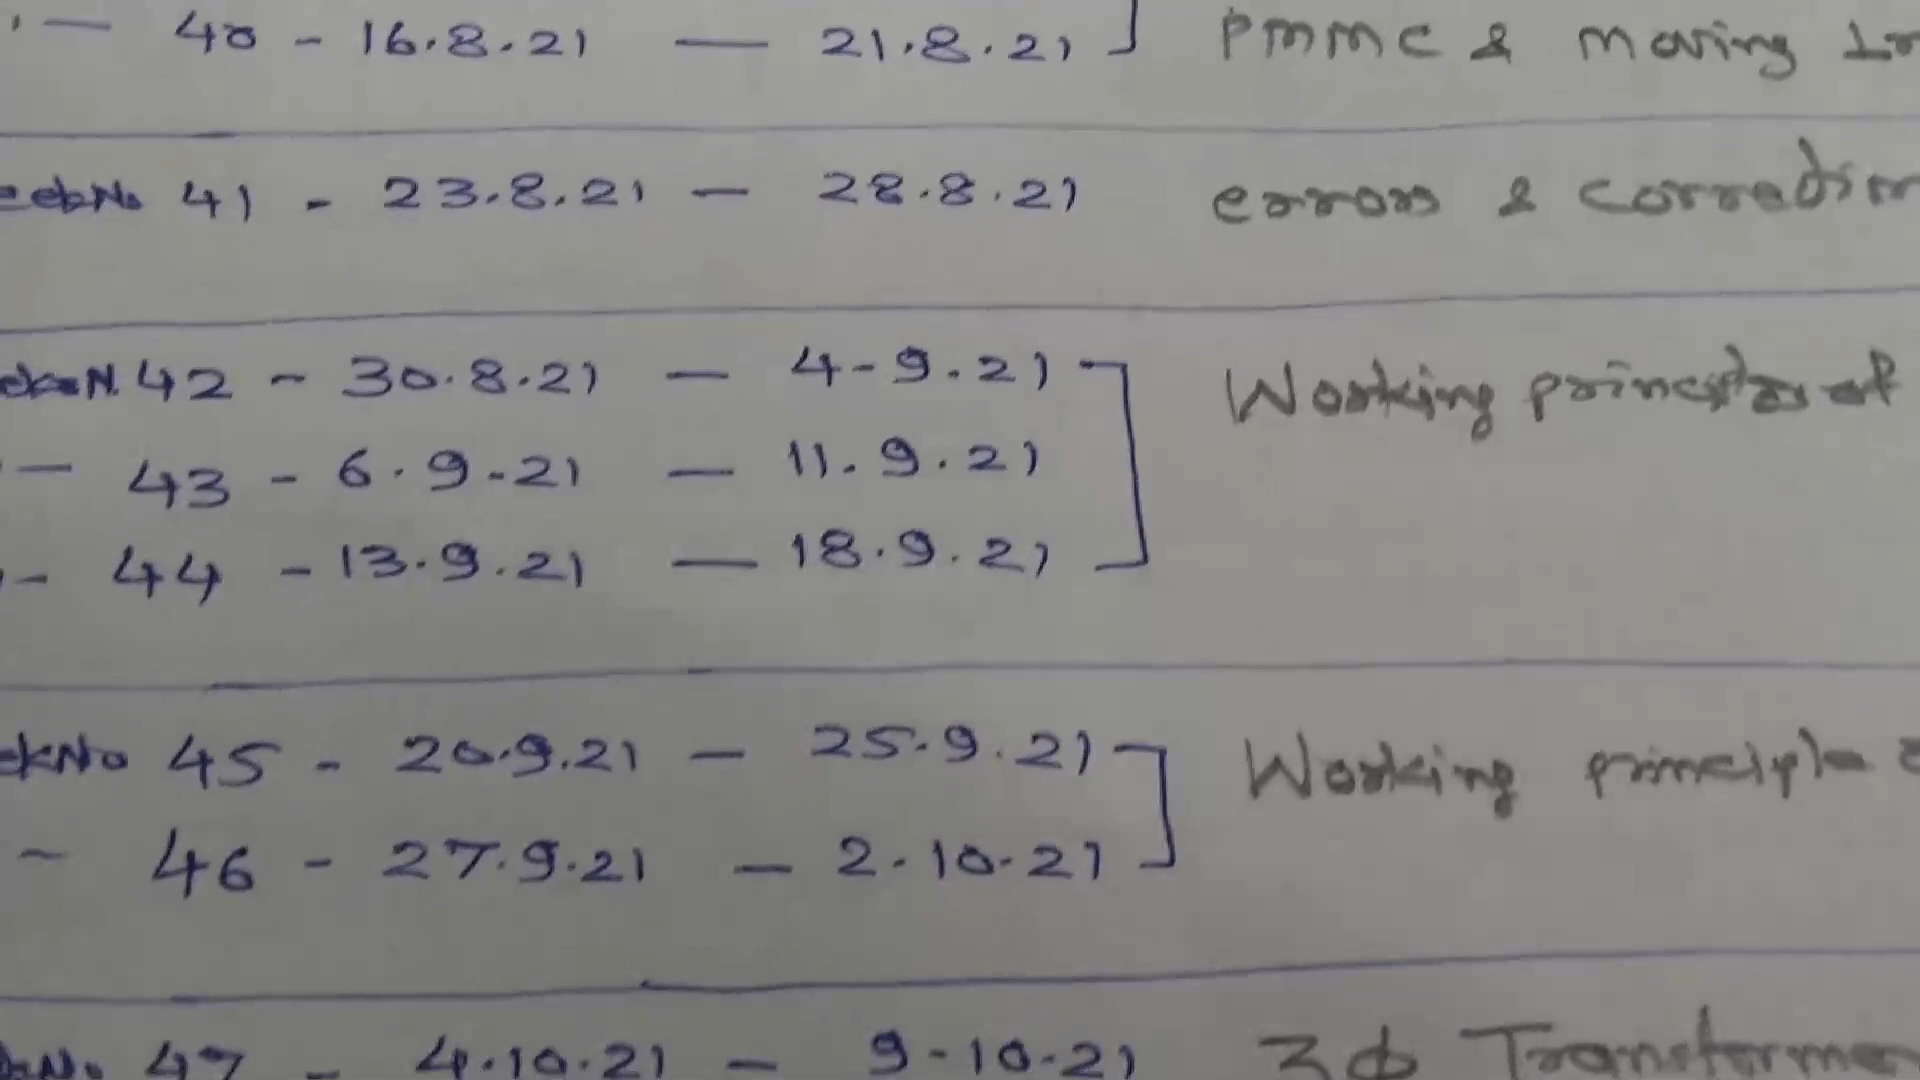 — 40 - 16.8.21 — 21.8.21 ] PMMC & moving
41 - 23.8.21 — 28.8.21 errors & correction
42 - 30.8.21 — 4-9.21 Working principles of
— 43 - 6.9-21 — 11.9.21
- 44 - 13.9.21 — 18.9.21
No 45 - 20.9.21 — 25.9.21 Working principle
- 46 - 27.9.21 — 2.10.21
47 - 4.10.21 — 9-10-21 3φ Transformer